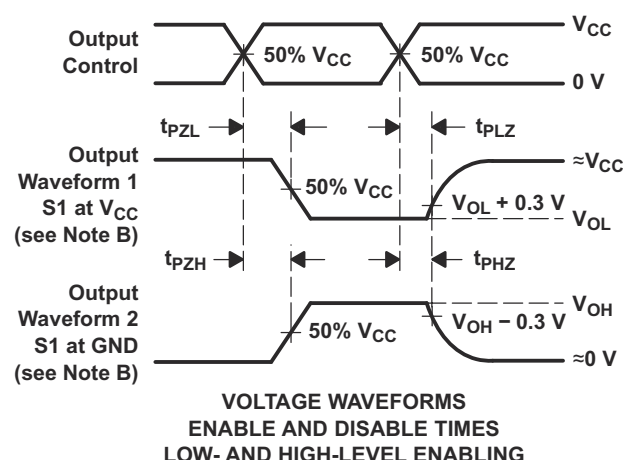 Output
Control
50% VCC
50% VCC
VCC
0 V
tPZL
tPLZ
Output
Waveform 1
S1 at VCC
(see Note B)
50% VCC
≈VCC
VOL + 0.3 V
VOL
tPZH
tPHZ
Output
Waveform 2
S1 at GND
(see Note B)
50% VCC
VOH
VOH − 0.3 V
≈0 V
VOLTAGE WAVEFORMS
ENABLE AND DISABLE TIMES
LOW- AND HIGH-LEVEL ENABLING